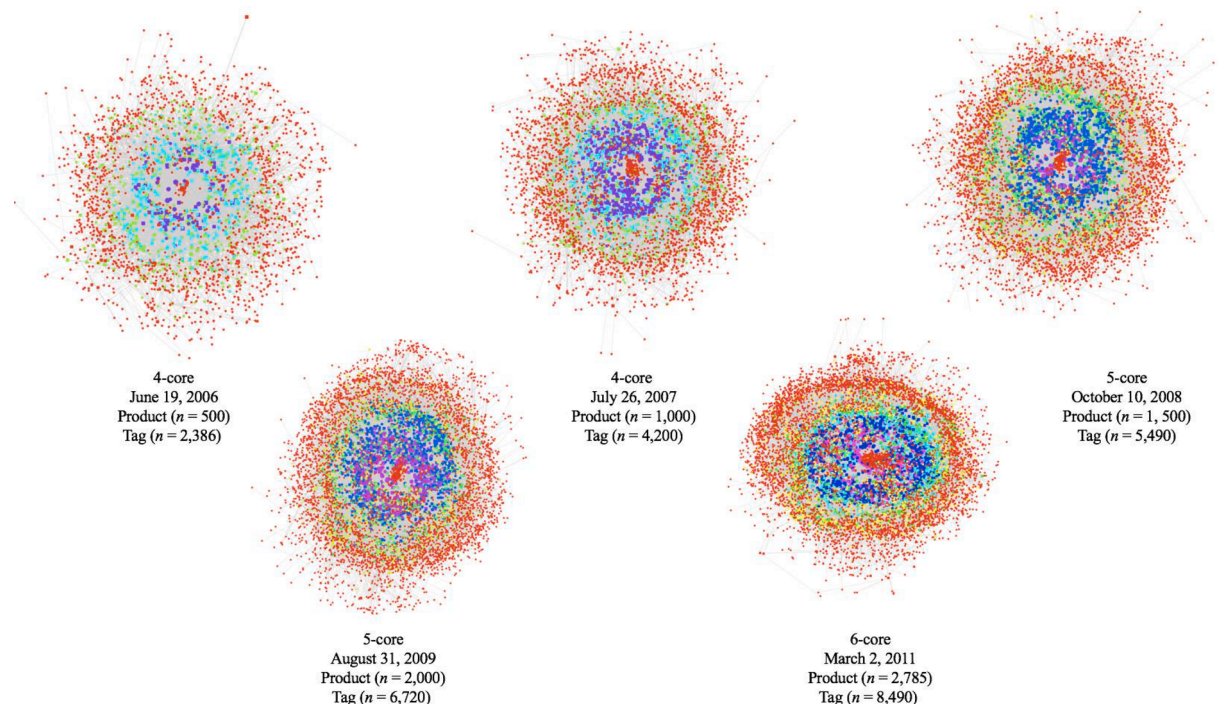 4-core
June 19, 2006
Product (n = 500)
Tag (n = 2,386)
4-core
July 26, 2007
Product (n = 1,000)
Tag (n = 4,200)
5-core
October 10, 2008
Product (n = 1, 500)
Tag (n = 5,490)
5-core
August 31, 2009
Product (n = 2,000)
Tag (n = 6,720)
6-core
March 2, 2011
Product (n = 2,785)
Tag (n = 8,490)